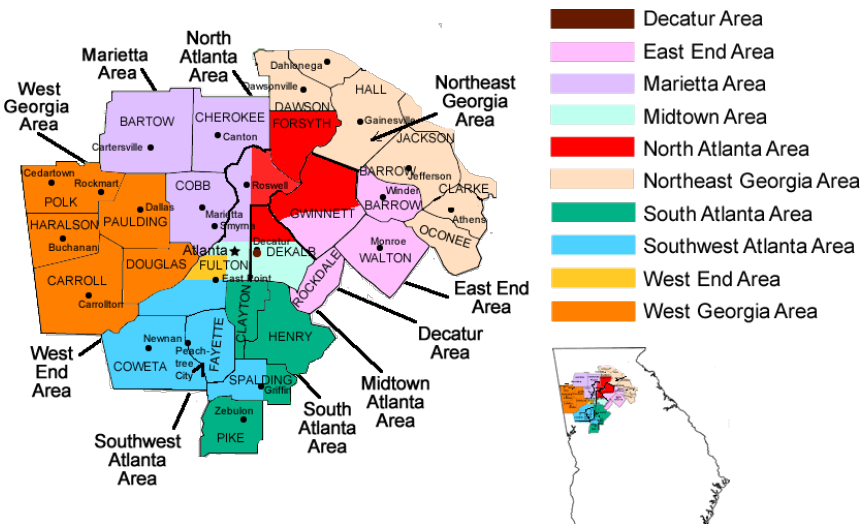 North
Atlanta
Area
Marietta
Area
West
Georgia
Area
Northeast
Georgia
Area
Dahlonega
Dawsonville
DAWSON
HALL
BARTOW
CHEROKEE
FORSYTH
Gainesville
Canton
Cartersville
JACKSON
Cedartown
Rockmart
POLK
COBB
Roswell
BARROW
Jefferson
CLARKE
Winder
BARROW
Dallas
PAULDING
HARALSON
Buchanan
Marietta
Smyrna
GWINNETT
Athens
OCONEE
Atlanta
Decatur
DEKALB
Monroe
WALTON
DOUGLAS
FULTON
East Point
ROCKDALE
CARROLL
Carrollton
CLAYTON
HENRY
East End
Area
Decatur
Area
West
End
Area
Newnan
Peach-
tree
City
FAYETTE
COWETA
SPALDING
Griffin
Midtown
Atlanta
Area
Zebulon
PIKE
South
Atlanta
Area
Southwest
Atlanta
Area
Decatur Area
East End Area
Marietta Area
Midtown Area
North Atlanta Area
Northeast Georgia Area
South Atlanta Area
Southwest Atlanta Area
West End Area
West Georgia Area